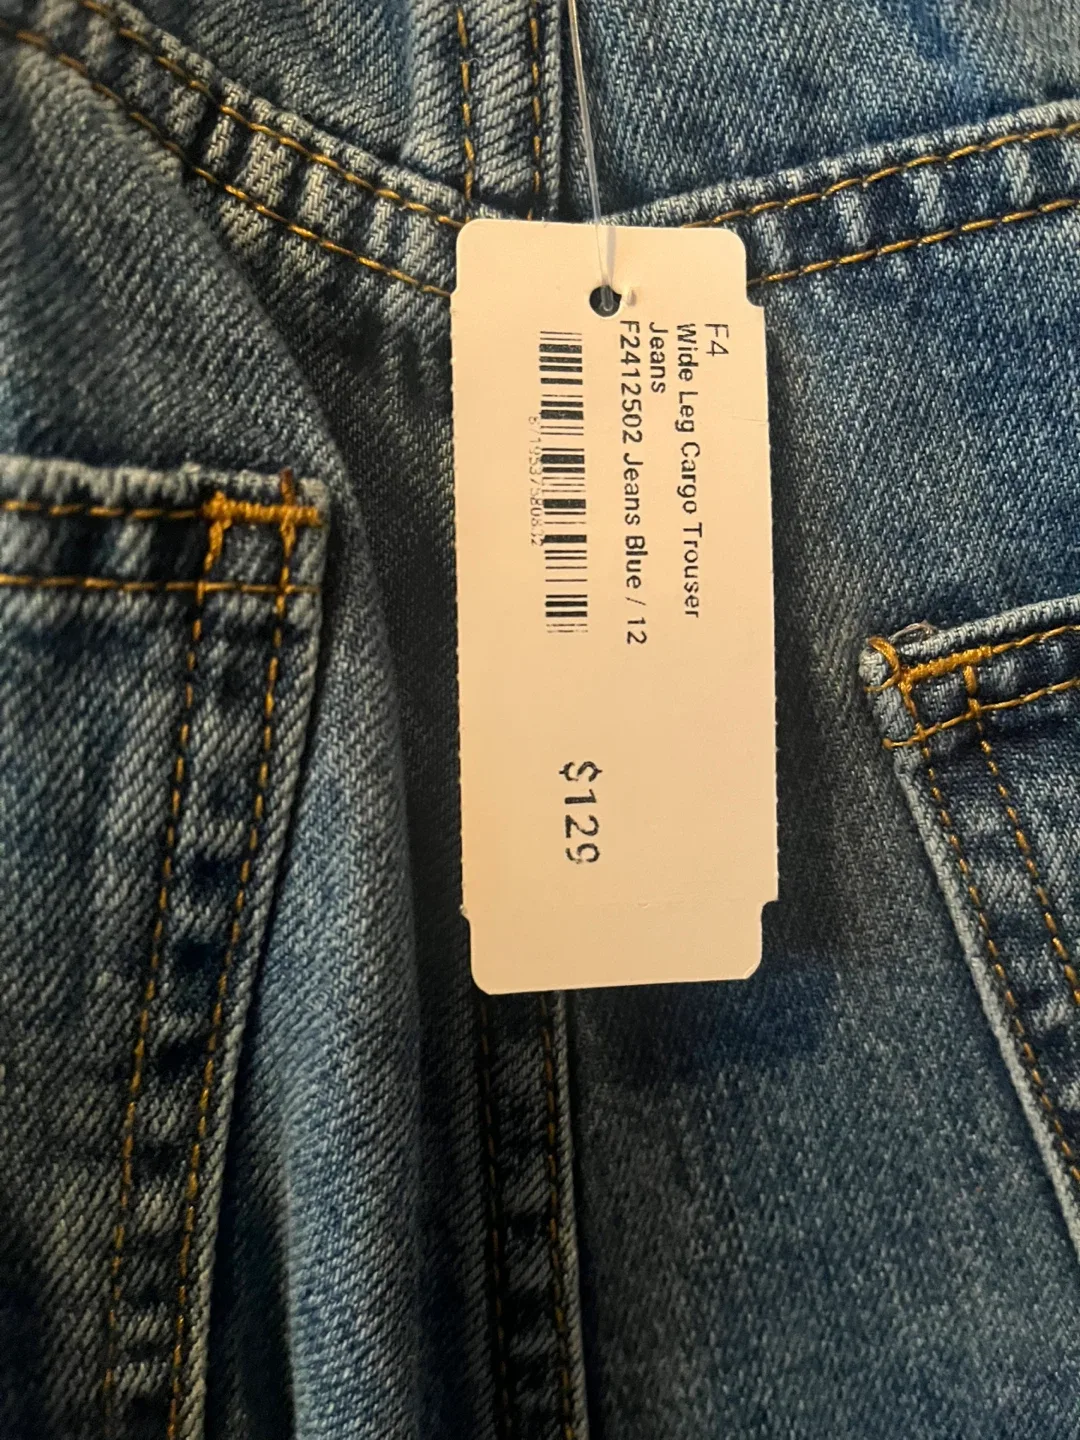 F4
Wide Leg Cargo Trouser
Jeans
F2412502 Jeans Blue / 12
$129